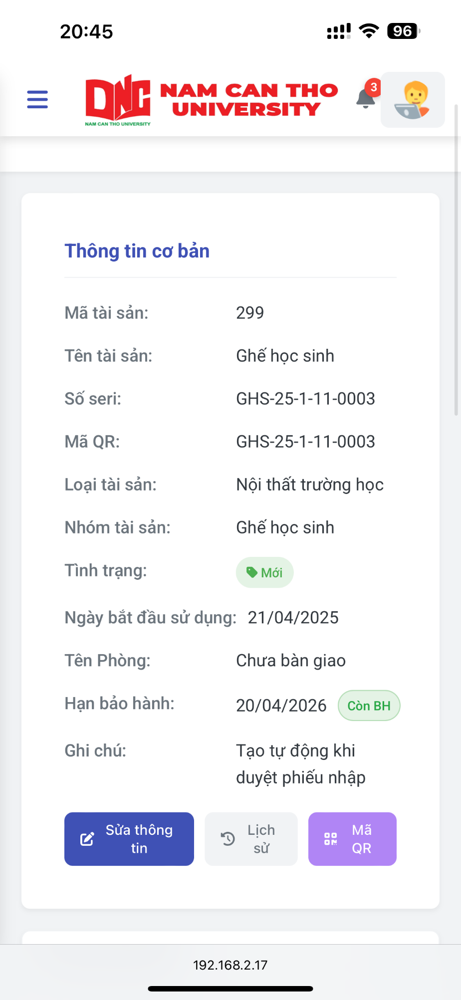 20:45
96
DNC
NAM CAN THO UNIVERSITY
NAM CAN THO
UNIVERSITY
3
Thông tin cơ bản
Mã tài sản: 299
Tên tài sản: Ghế học sinh
Số seri: GHS-25-1-11-0003
Mã QR: GHS-25-1-11-0003
Loại tài sản: Nội thất trường học
Nhóm tài sản: Ghế học sinh
Tình trạng: Mới
Ngày bắt đầu sử dụng: 21/04/2025
Tên Phòng: Chưa bàn giao
Hạn bảo hành: 20/04/2026 Còn BH
Ghi chú: Tạo tự động khi
duyệt phiếu nhập
Sửa thông
tin
Lịch
sử
Mã
QR
192.168.2.17